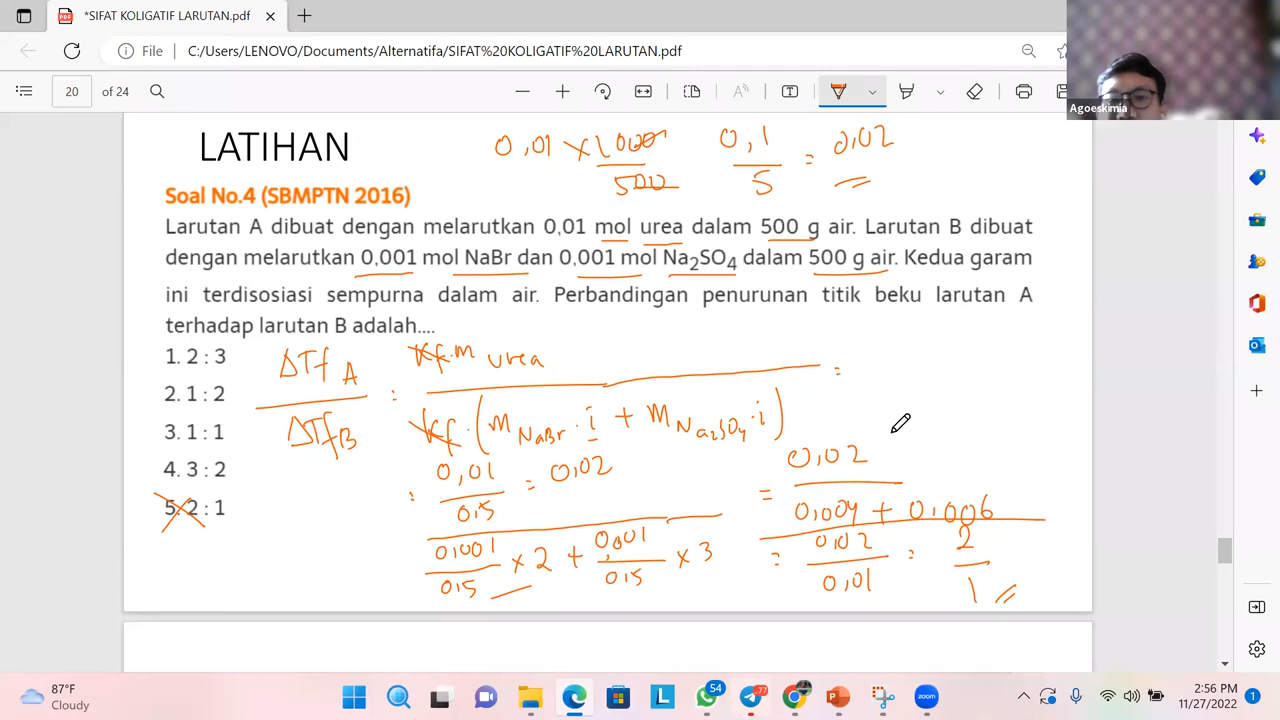 *SIFAT KOLIGATIF LARUTAN.pdf
File C:/Users/LENOVO/Documents/Alternatifa/SIFAT%20KOLIGATIF%20LARUTAN.pdf
20 of 24
Agoeskimia
LATIHAN
0,01 × 1000/500 0,1/5 = 0,02
Soal No.4 (SBMPTN 2016)
Larutan A dibuat dengan melarutkan 0,01 mol urea dalam 500 g air. Larutan B dibuat
dengan melarutkan 0,001 mol NaBr dan 0,001 mol Na₂SO₄ dalam 500 g air. Kedua garam
ini terdisosiasi sempurna dalam air. Perbandingan penurunan titik beku larutan A
terhadap larutan B adalah....
1. 2 : 3
2. 1 : 2
3. 1 : 1
4. 3 : 2
5. 2 : 1
ΔTf A / ΔTf B = Kf. m urea / Kf. (m NaBr . i + m Na₂SO₄ . i) =
= 0,01/0,5 = 0,02
0,001/0,5 × 2 + 0,001/0,5 × 3
= 0,02 / 0,004 + 0,006
= 0,02/0,01 = 2/1
87°F
Cloudy
L
54
.77
2:56 PM
11/27/2022
zoom